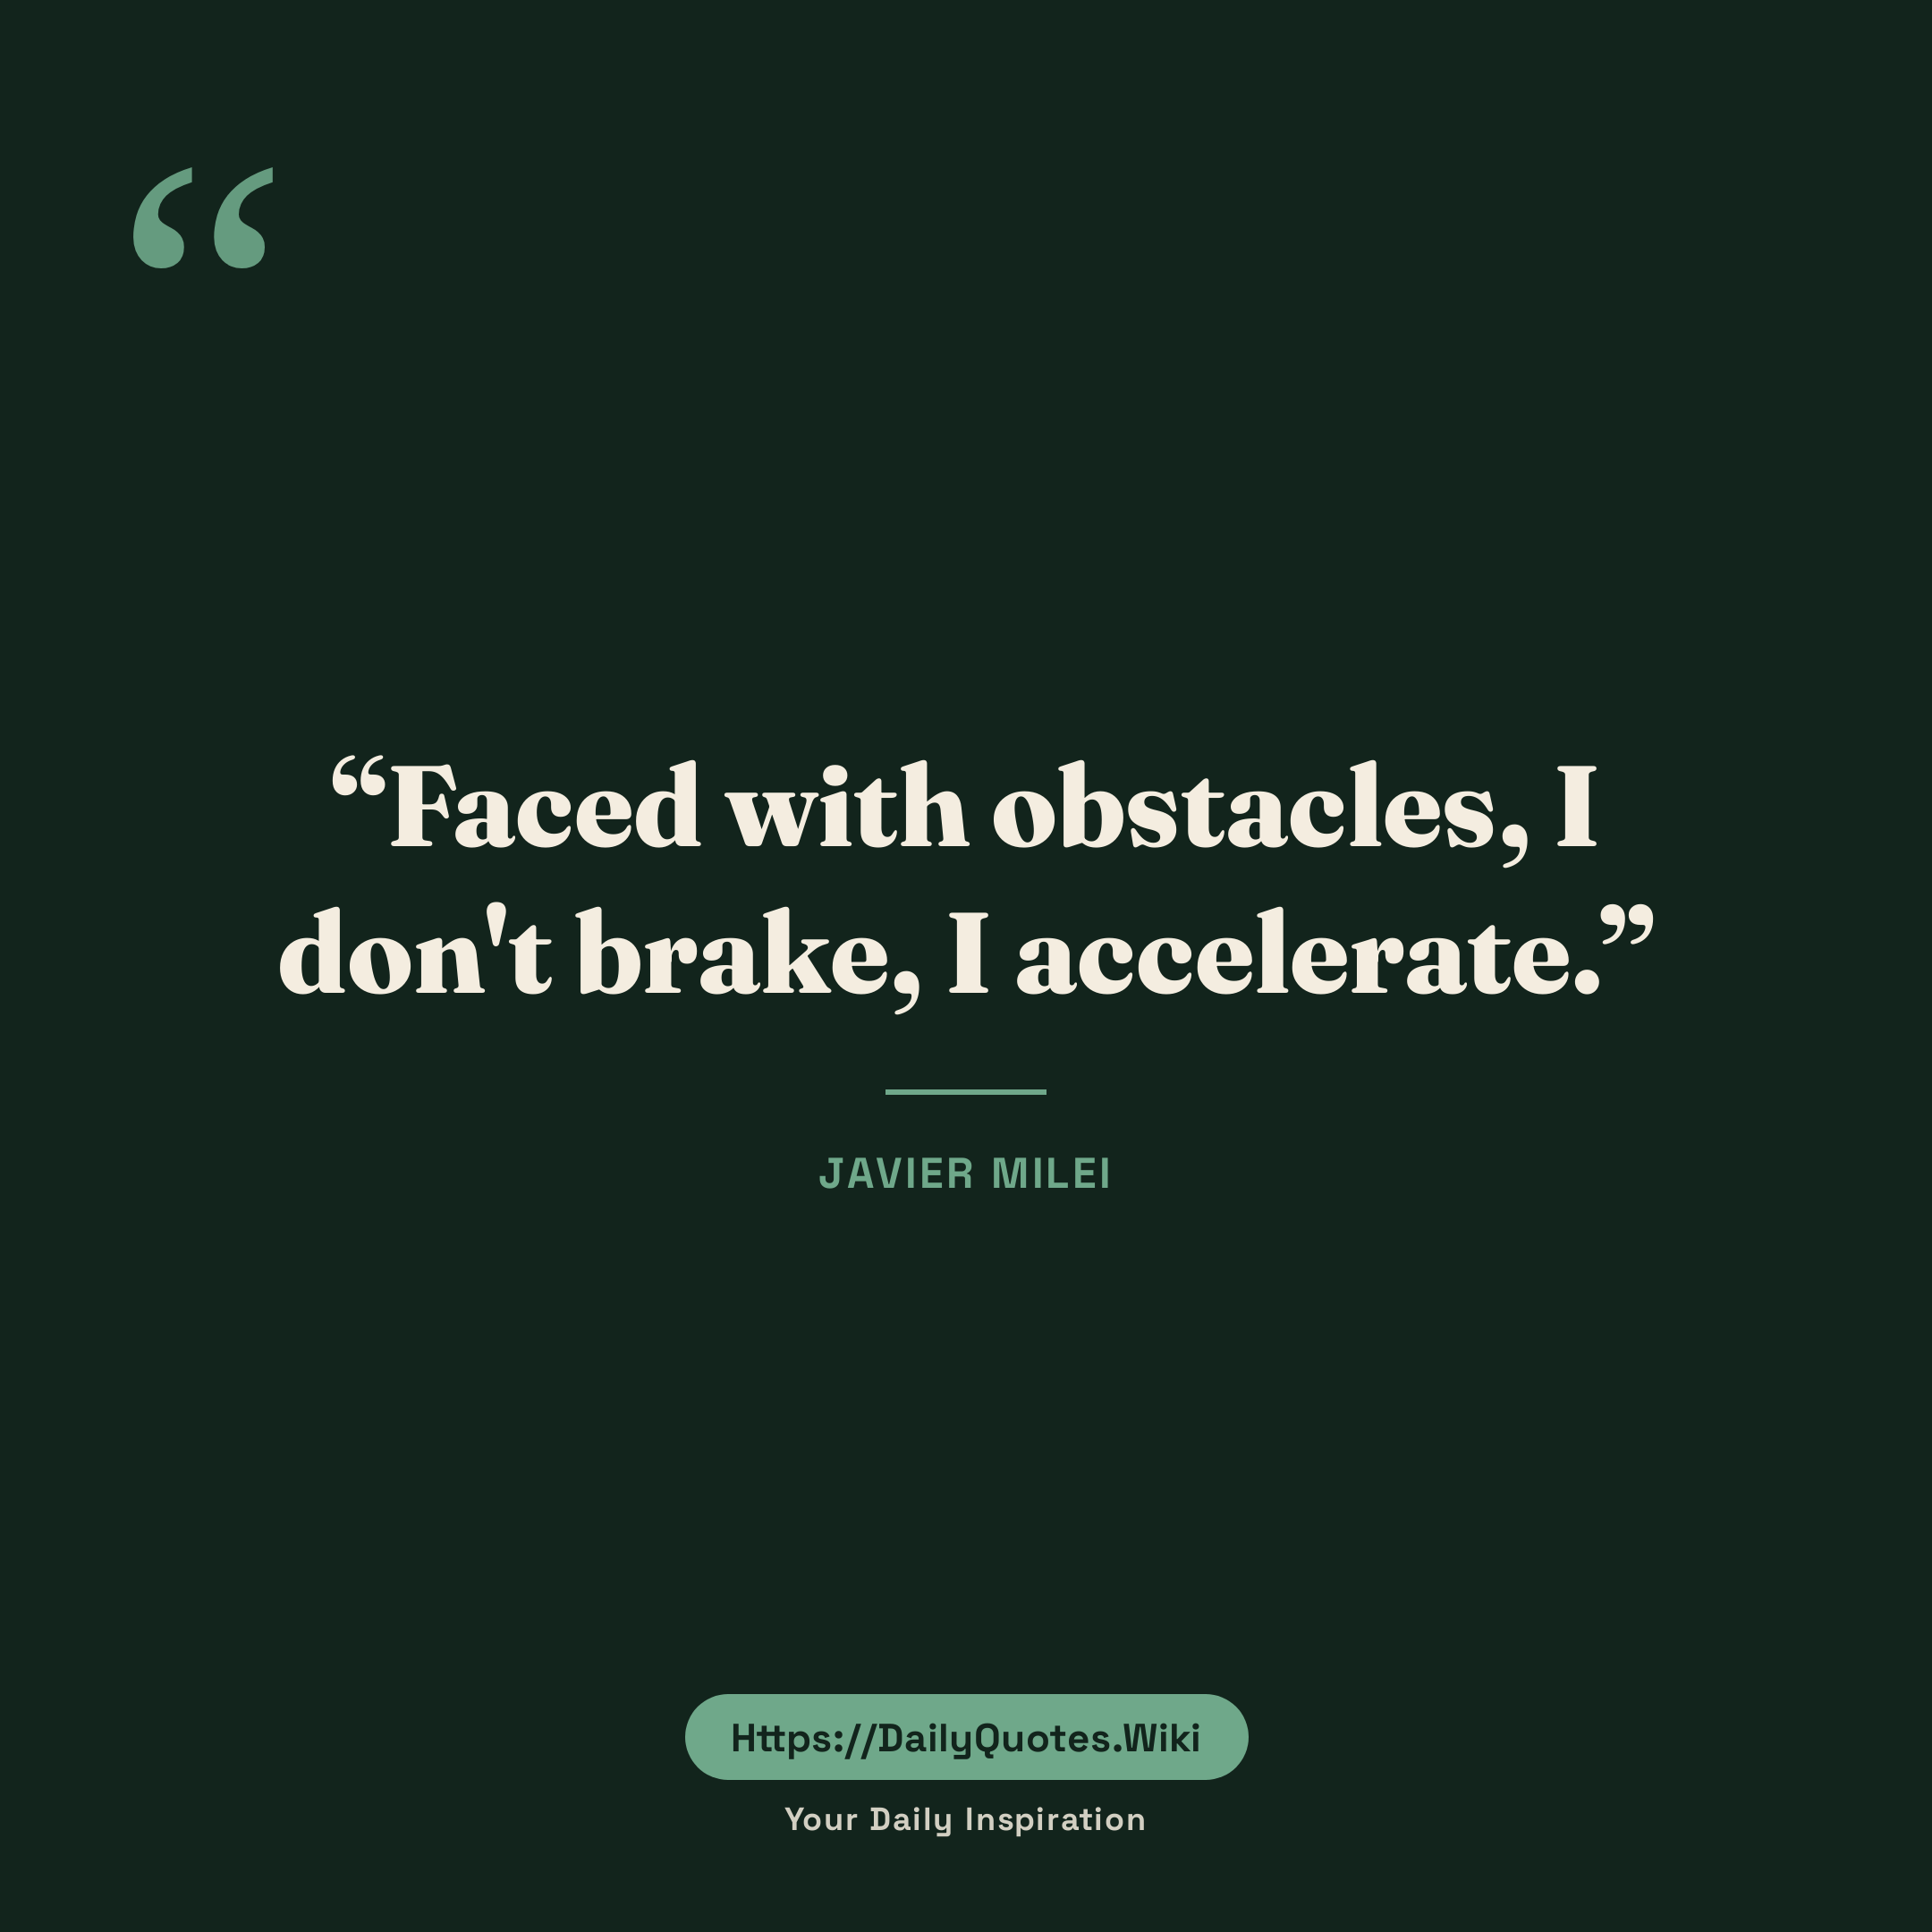 “
“Faced with obstacles, I
don't brake, I accelerate.”
JAVIER MILEI
Https://DailyQuotes.Wiki
Your Daily Inspiration